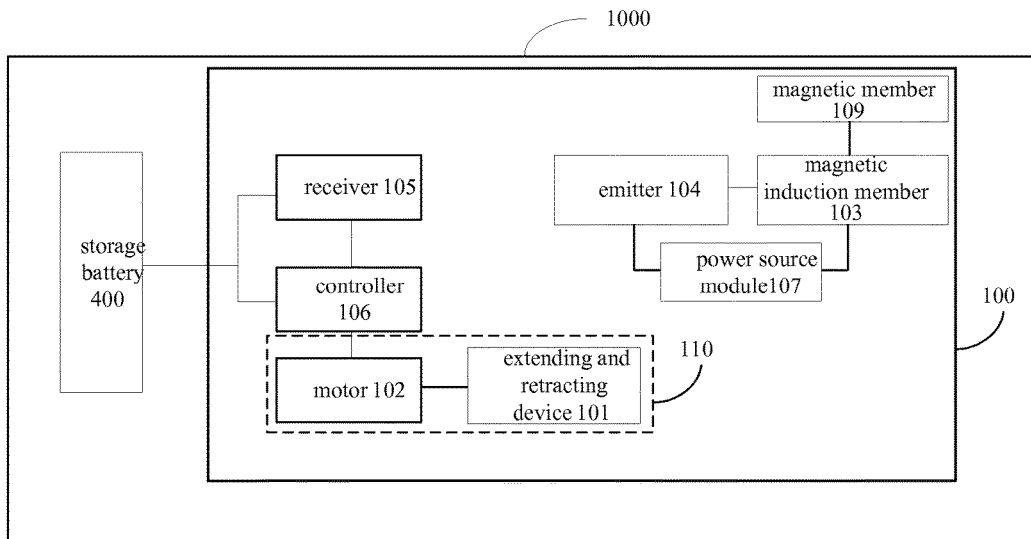 1000
magnetic member
109
receiver 105
emitter 104
magnetic
induction member
103
storage
battery
400
power source
module107
controller
106
100
110
motor 102
extending and
retracting
device 101